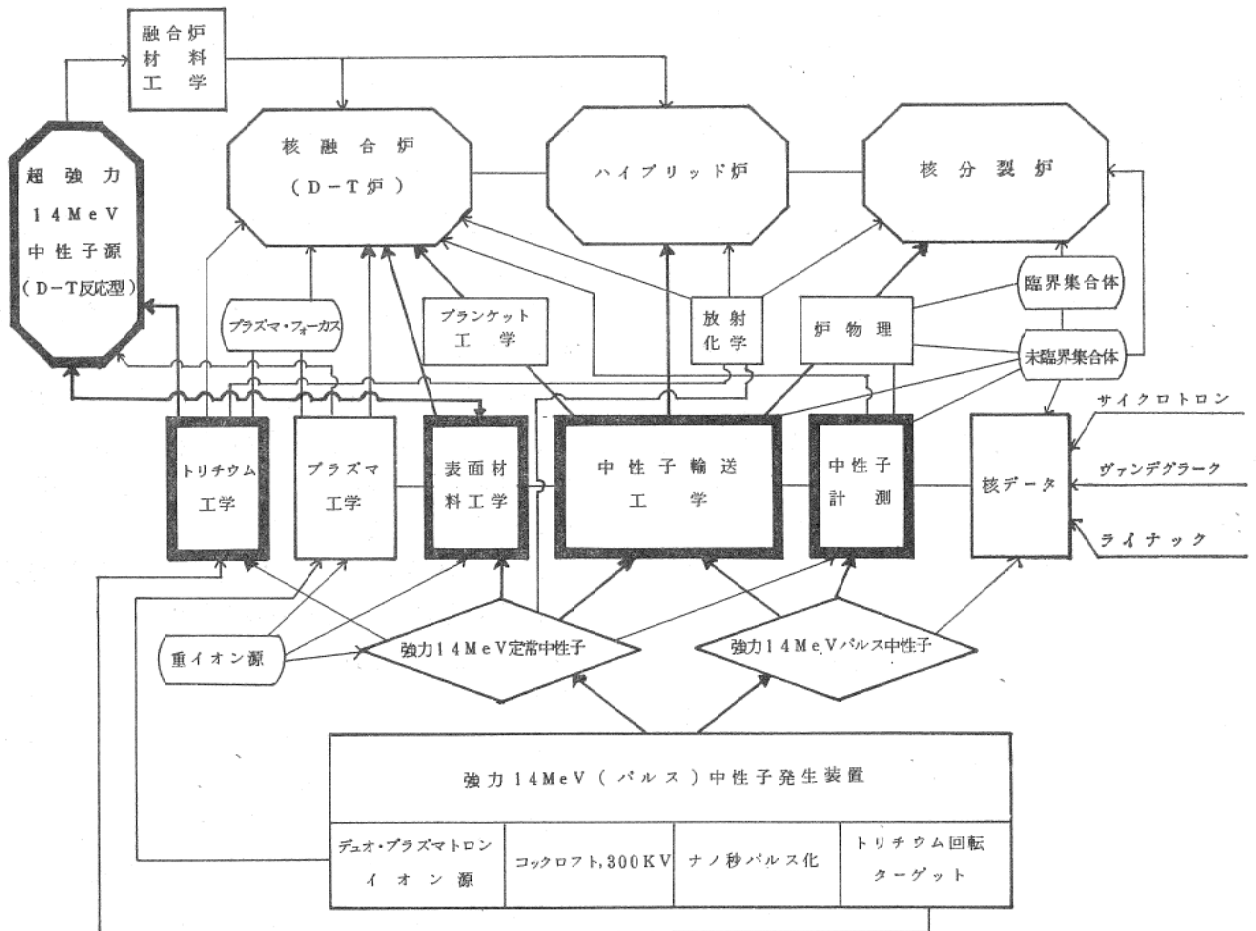 融合炉
材料
工学
超強力
14MeV
中性子源
(D-T反応型)
核融合炉
(D-T炉)
ハイブリッド炉
核分裂炉
プラズマ・フォーカス
ブランケット
工学
放射
化学
炉物理
臨界集合体
未臨界集合体
トリチウム
工学
プラズマ
工学
表面材
料工学
中性子輸送
工学
中性子
計測
核データ
サイクロトロン
ヴァンデグラーク
ライナック
重イオン源
強力14MeV定常中性子
強力14MeVパルス中性子
強力14MeV(パルス)中性子発生装置
デュオ・プラズマトロン
イオン源
コックロフト,300KV
ナノ秒パルス化
トリチウム回転
ターゲット